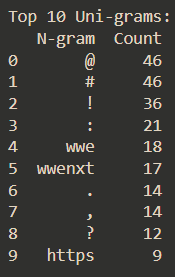 Top 10 Uni-grams:
N-gram Count
0 @ 46
1 # 46
2 ! 36
3 : 21
4 wwe 18
5 wwenxt 17
6 . 14
7 , 14
8 ? 12
9 https 9